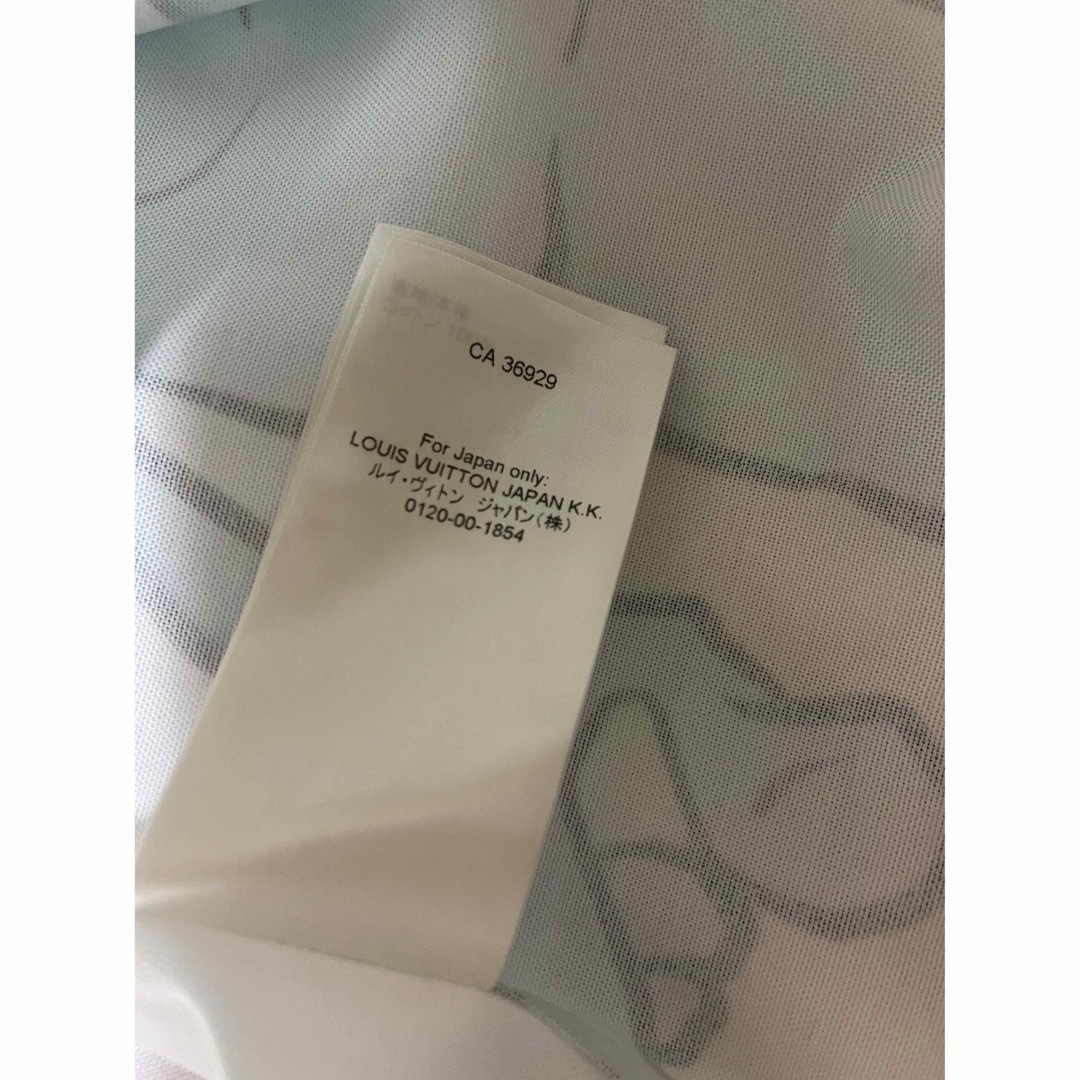 CA 36929
For Japan only:
LOUIS VUITTON JAPAN K.K.
ルイ・ヴィトン　ジャパン（株）
0120-00-1854